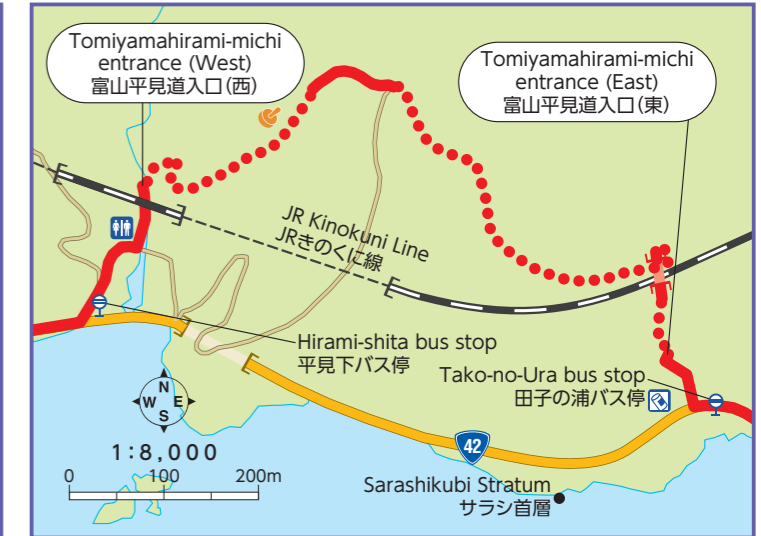 Tomiyamahirami-michi
entrance (West)
富山平見道入口(西)
Tomiyamahirami-michi
entrance (East)
富山平見道入口(東)
JR Kinokuni Line
JRきのくに線
Hirami-shita bus stop
平見下バス停
Tako-no-Ura bus stop
田子の浦バス停
N
W E
S
1:8,000
0 100 200m
42
Sarashikubi Stratum
サラシ首層